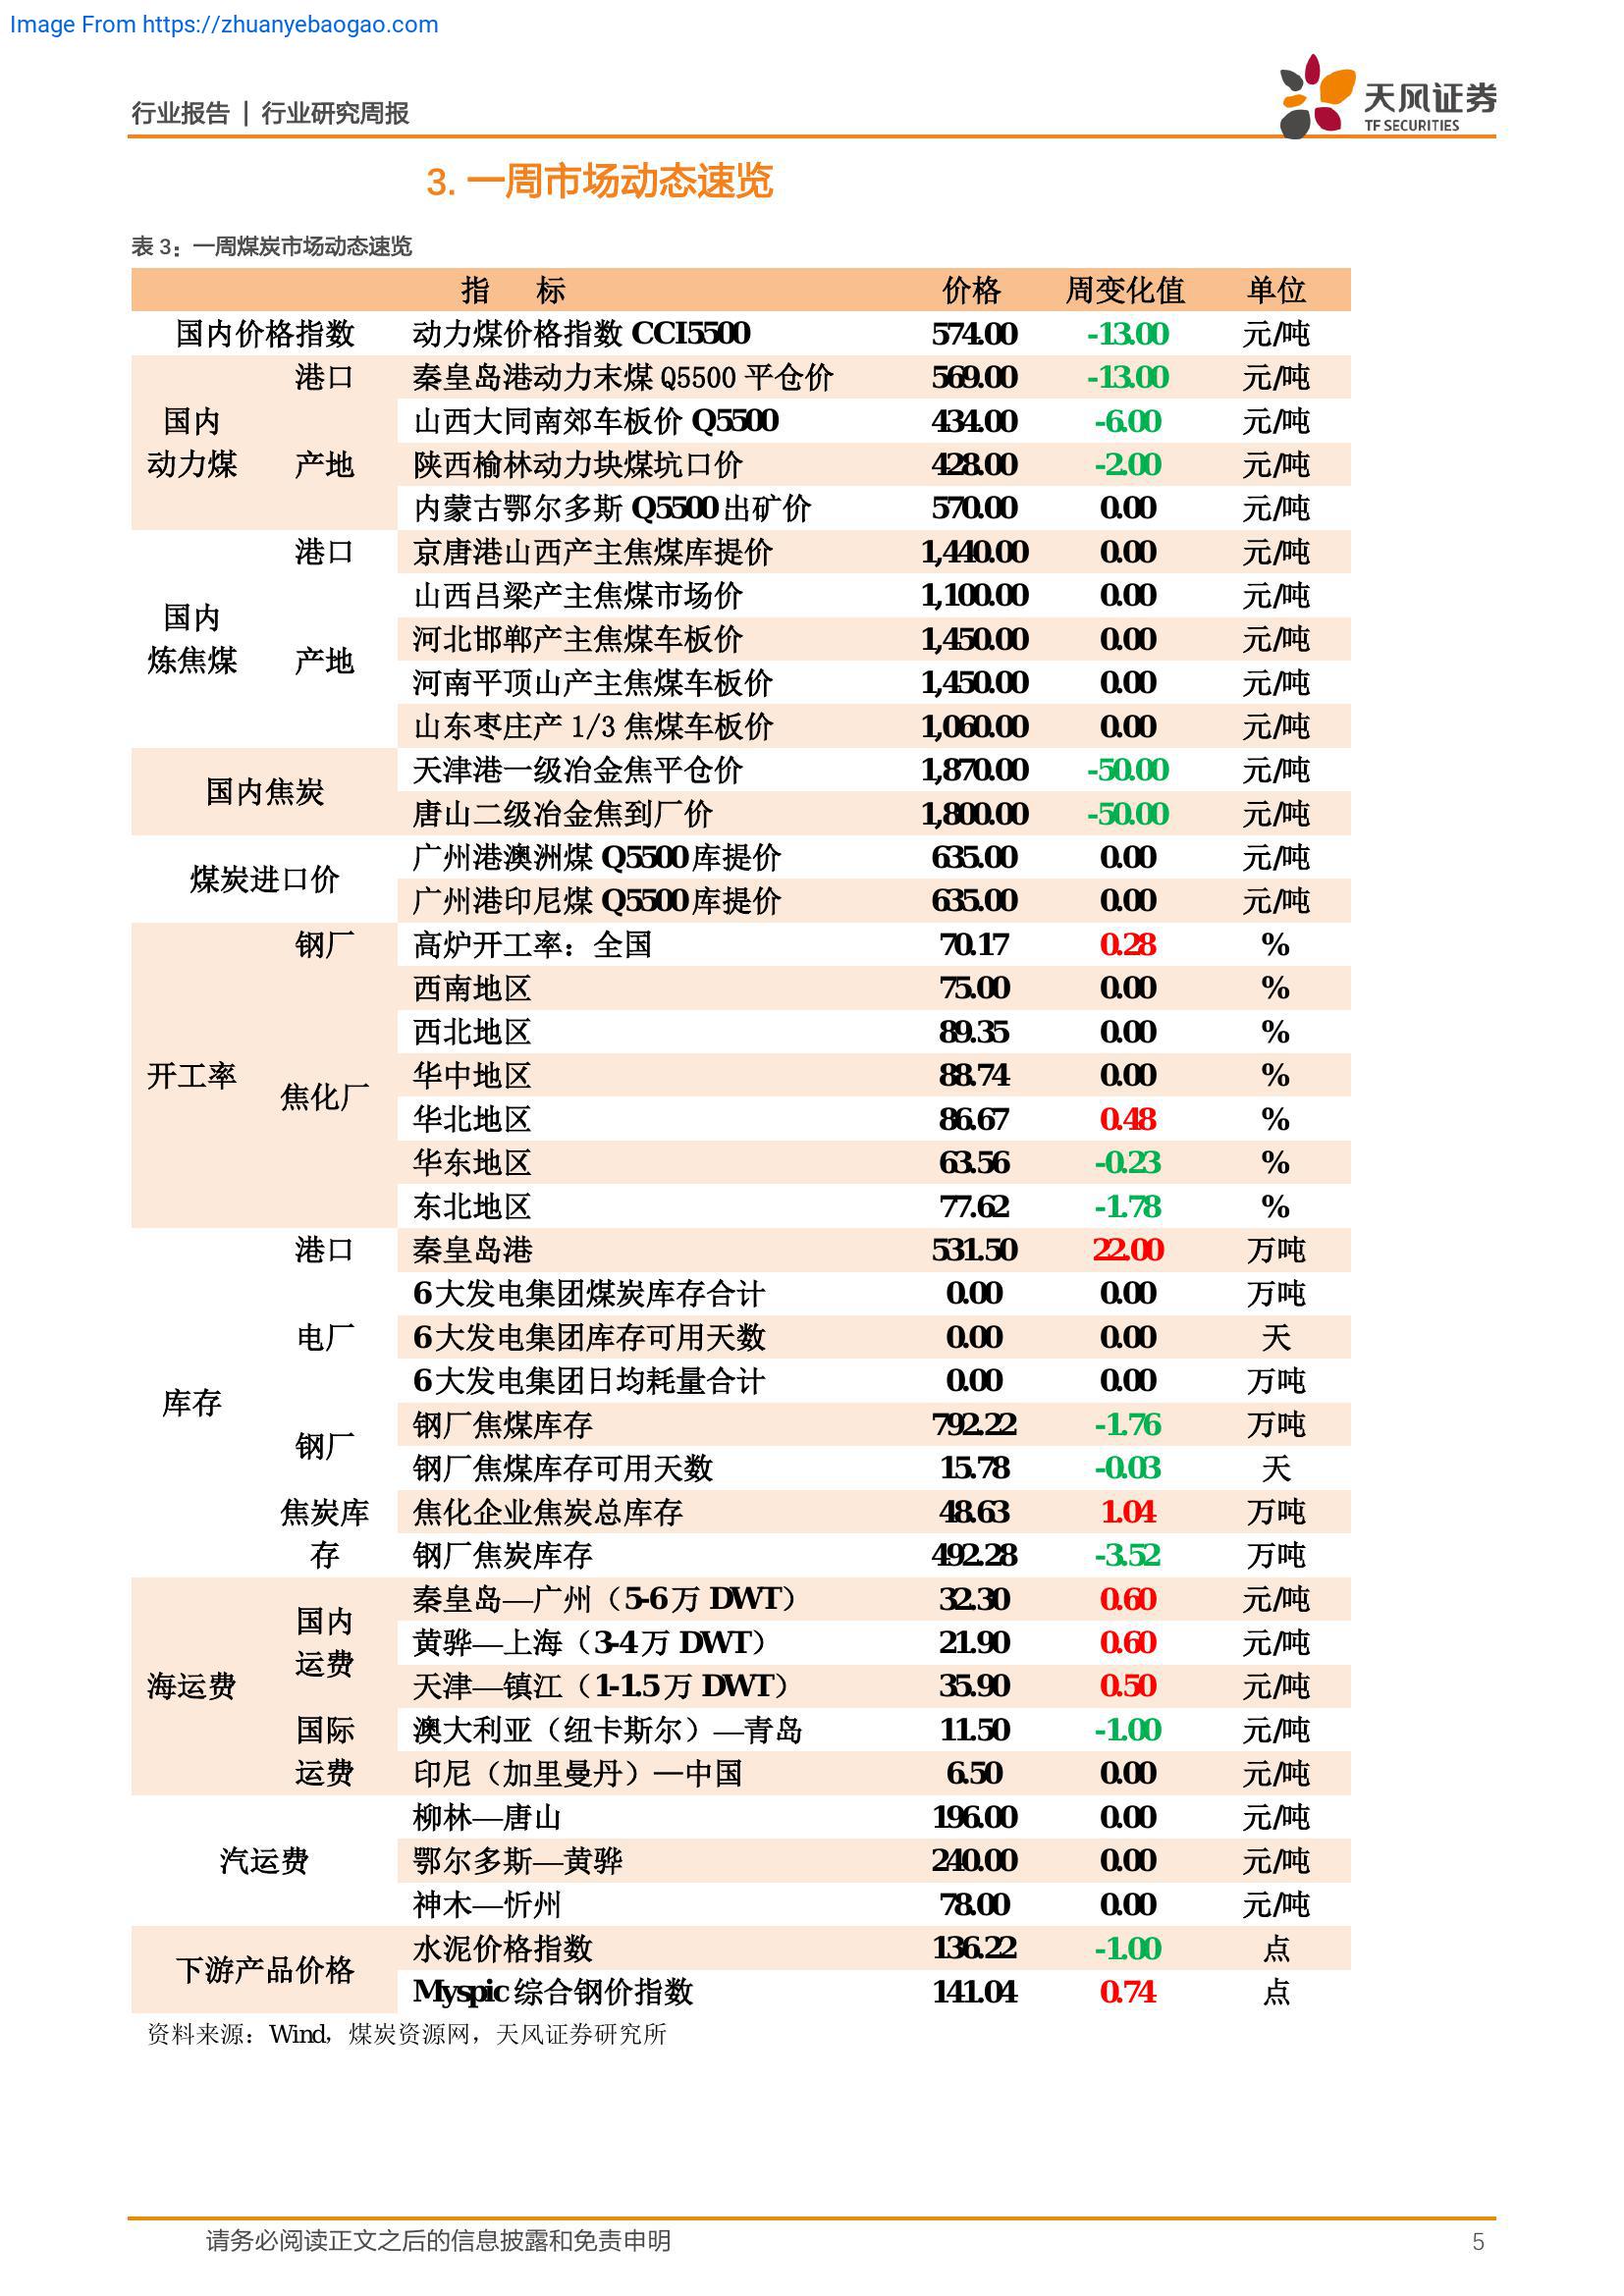 Image From https://zhuanyebaogao.com
行业报告 | 行业研究周报
天风证券
TF SECURITIES
3. 一周市场动态速览
表 3：一周煤炭市场动态速览
指 标 价格 周变化值 单位
国内价格指数 动力煤价格指数 CCI5500 574.00 -13.00 元/吨
港口 秦皇岛港动力末煤 Q5500 平仓价 569.00 -13.00 元/吨
国内 山西大同南郊车板价 Q5500 434.00 -6.00 元/吨
动力煤 产地 陕西榆林动力块煤坑口价 428.00 -2.00 元/吨
内蒙古鄂尔多斯 Q5500 出矿价 570.00 0.00 元/吨
港口 京唐港山西产主焦煤库提价 1,440.00 0.00 元/吨
国内 山西吕梁产主焦煤市场价 1,100.00 0.00 元/吨
炼焦煤 产地 河北邯郸产主焦煤车板价 1,450.00 0.00 元/吨
河南平顶山产主焦煤车板价 1,450.00 0.00 元/吨
山东枣庄产 1/3 焦煤车板价 1,060.00 0.00 元/吨
国内焦炭 天津港一级冶金焦平仓价 1,870.00 -50.00 元/吨
唐山二级冶金焦到厂价 1,800.00 -50.00 元/吨
煤炭进口价 广州港澳洲煤 Q5500 库提价 635.00 0.00 元/吨
广州港印尼煤 Q5500 库提价 635.00 0.00 元/吨
钢厂 高炉开工率：全国 70.17 0.28 %
西南地区 75.00 0.00 %
西北地区 89.35 0.00 %
开工率 焦化厂 华中地区 88.74 0.00 %
华北地区 86.67 0.48 %
华东地区 63.56 -0.23 %
东北地区 77.62 -1.78 %
港口 秦皇岛港 531.50 22.00 万吨
6 大发电集团煤炭库存合计 0.00 0.00 万吨
电厂 6 大发电集团库存可用天数 0.00 0.00 天
6 大发电集团日均耗量合计 0.00 0.00 万吨
库存 钢厂 钢厂焦煤库存 792.22 -1.76 万吨
钢厂焦煤库存可用天数 15.78 -0.03 天
焦炭库 焦化企业焦炭总库存 48.63 1.04 万吨
存 钢厂焦炭库存 492.28 -3.52 万吨
国内 秦皇岛—广州（5-6 万 DWT） 32.30 0.60 元/吨
运费 黄骅—上海（3-4 万 DWT） 21.90 0.60 元/吨
海运费 天津—镇江（1-1.5 万 DWT） 35.90 0.50 元/吨
国际 澳大利亚（纽卡斯尔）—青岛 11.50 -1.00 元/吨
运费 印尼（加里曼丹）—中国 6.50 0.00 元/吨
柳林—唐山 196.00 0.00 元/吨
汽运费 鄂尔多斯—黄骅 240.00 0.00 元/吨
神木—忻州 78.00 0.00 元/吨
下游产品价格 水泥价格指数 136.22 -1.00 点
Myspic 综合钢价指数 141.04 0.74 点
资料来源：Wind，煤炭资源网，天风证券研究所
请务必阅读正文之后的信息披露和免责申明 5